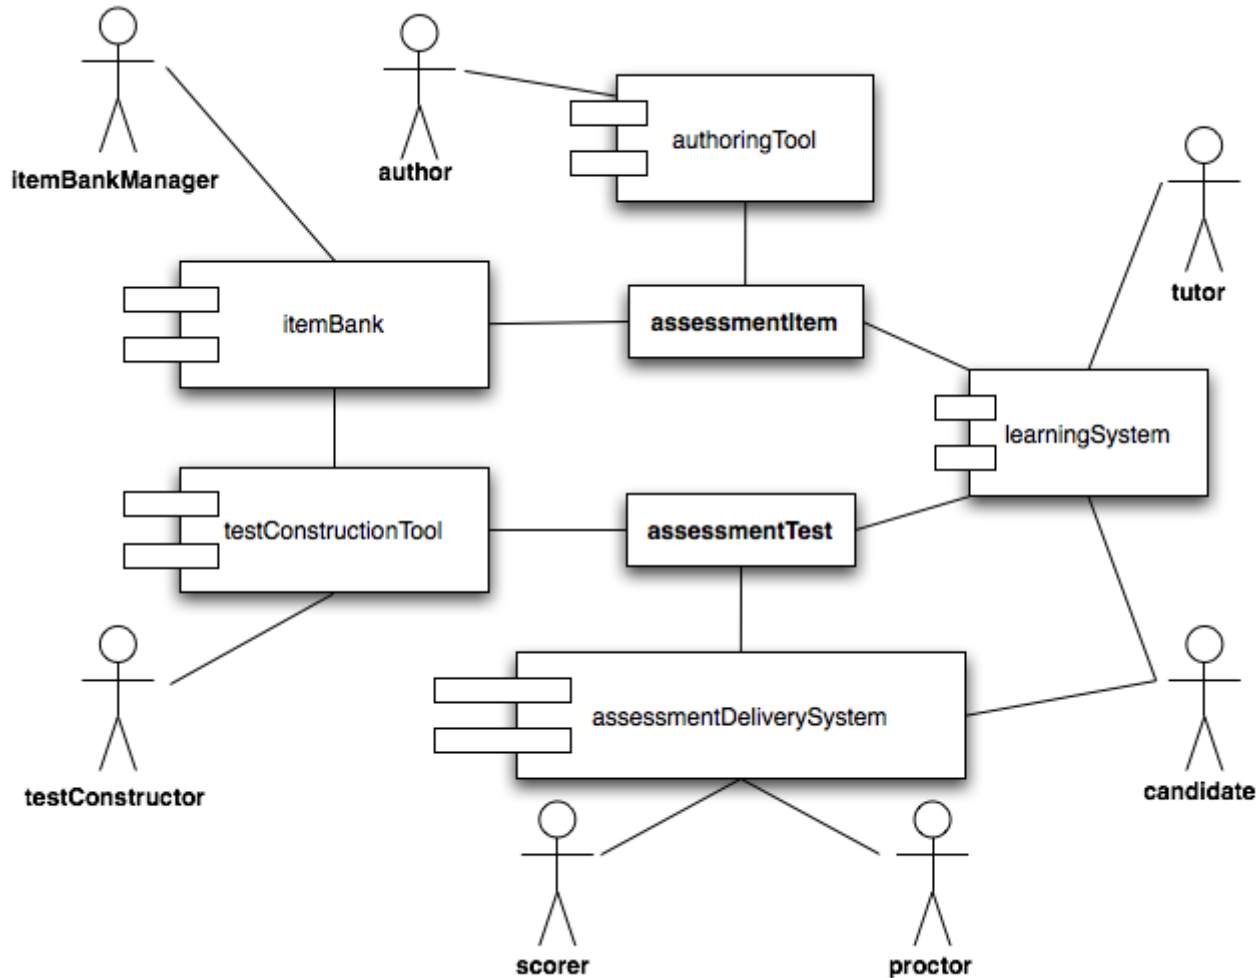 authoringTool
author
itemBankManager
tutor
itemBank
assessmentItem
learningSystem
testConstructionTool
assessmentTest
assessmentDeliverySystem
testConstructor
candidate
scorer
proctor